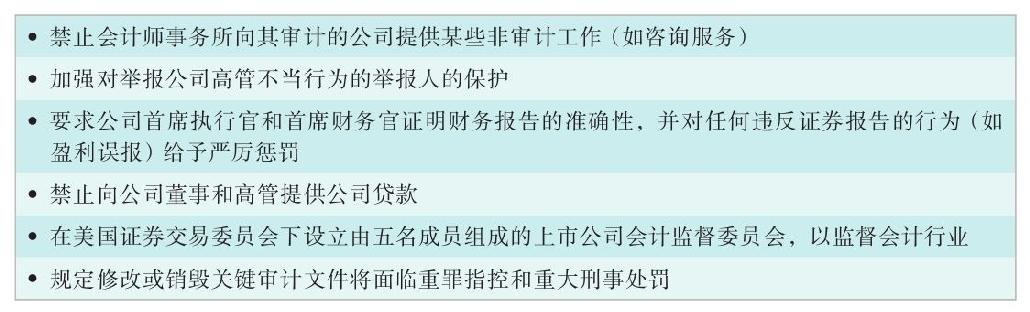 • 禁止会计师事务所向其审计的公司提供某些非审计工作（如咨询服务）
• 加强对举报公司高管不当行为的举报人的保护
• 要求公司首席执行官和首席财务官证明财务报告的准确性，并对任何违反证券报告的行为（如
盈利误报）给予严厉惩罚
• 禁止向公司董事和高管提供公司贷款
• 在美国证券交易委员会下设立由五名成员组成的上市公司会计监督委员会，以监督会计行业
• 规定修改或销毁关键审计文件将面临重罪指控和重大刑事处罚